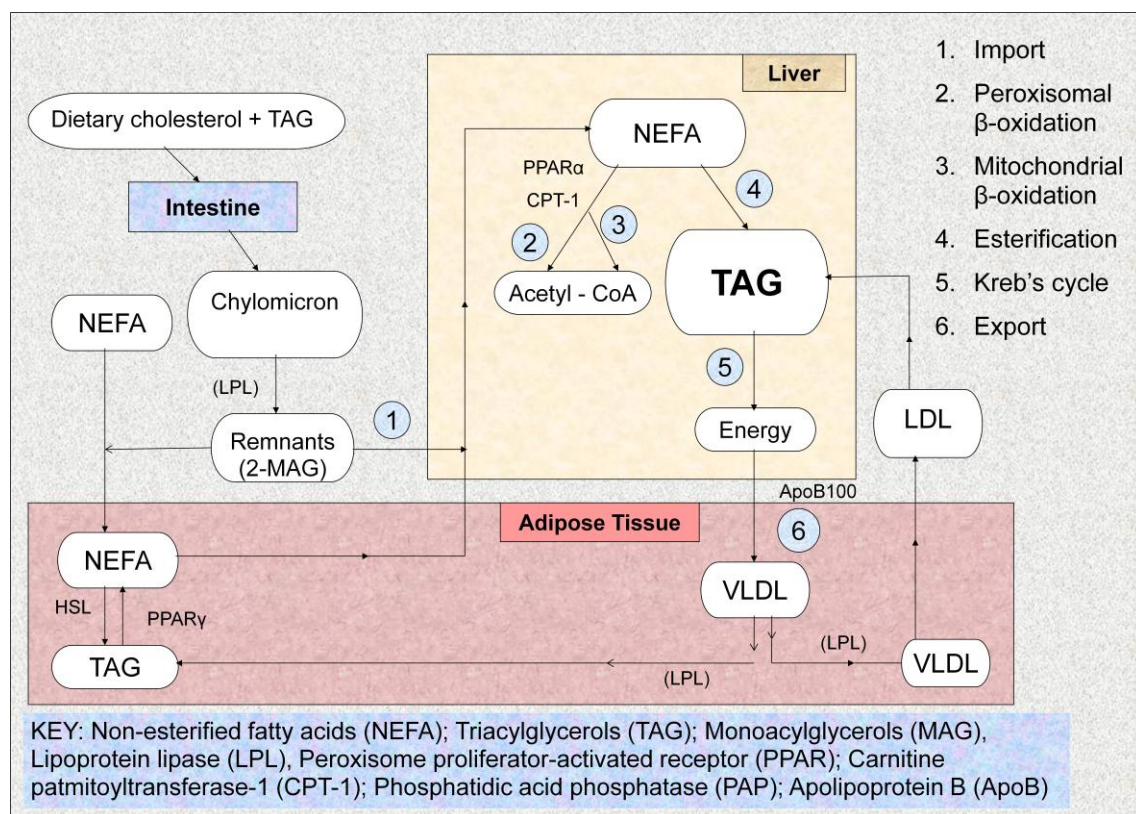 Dietary cholesterol + TAG
Intestine
Chylomicron
NEFA
(LPL)
Remnants
(2-MAG)
1
Liver
NEFA
PPARα
CPT-1
2
3
4
Acetyl - CoA
TAG
5
Energy
ApoB100
6
LDL
1. Import
2. Peroxisomal
β-oxidation
3. Mitochondrial
β-oxidation
4. Esterification
5. Kreb's cycle
6. Export
Adipose Tissue
NEFA
HSL
PPARγ
TAG
VLDL
(LPL)
(LPL)
VLDL
KEY: Non-esterified fatty acids (NEFA); Triacylglycerols (TAG); Monoacylglycerols (MAG),
Lipoprotein lipase (LPL), Peroxisome proliferator-activated receptor (PPAR); Carnitine
patmitoyltransferase-1 (CPT-1); Phosphatidic acid phosphatase (PAP); Apolipoprotein B (ApoB)